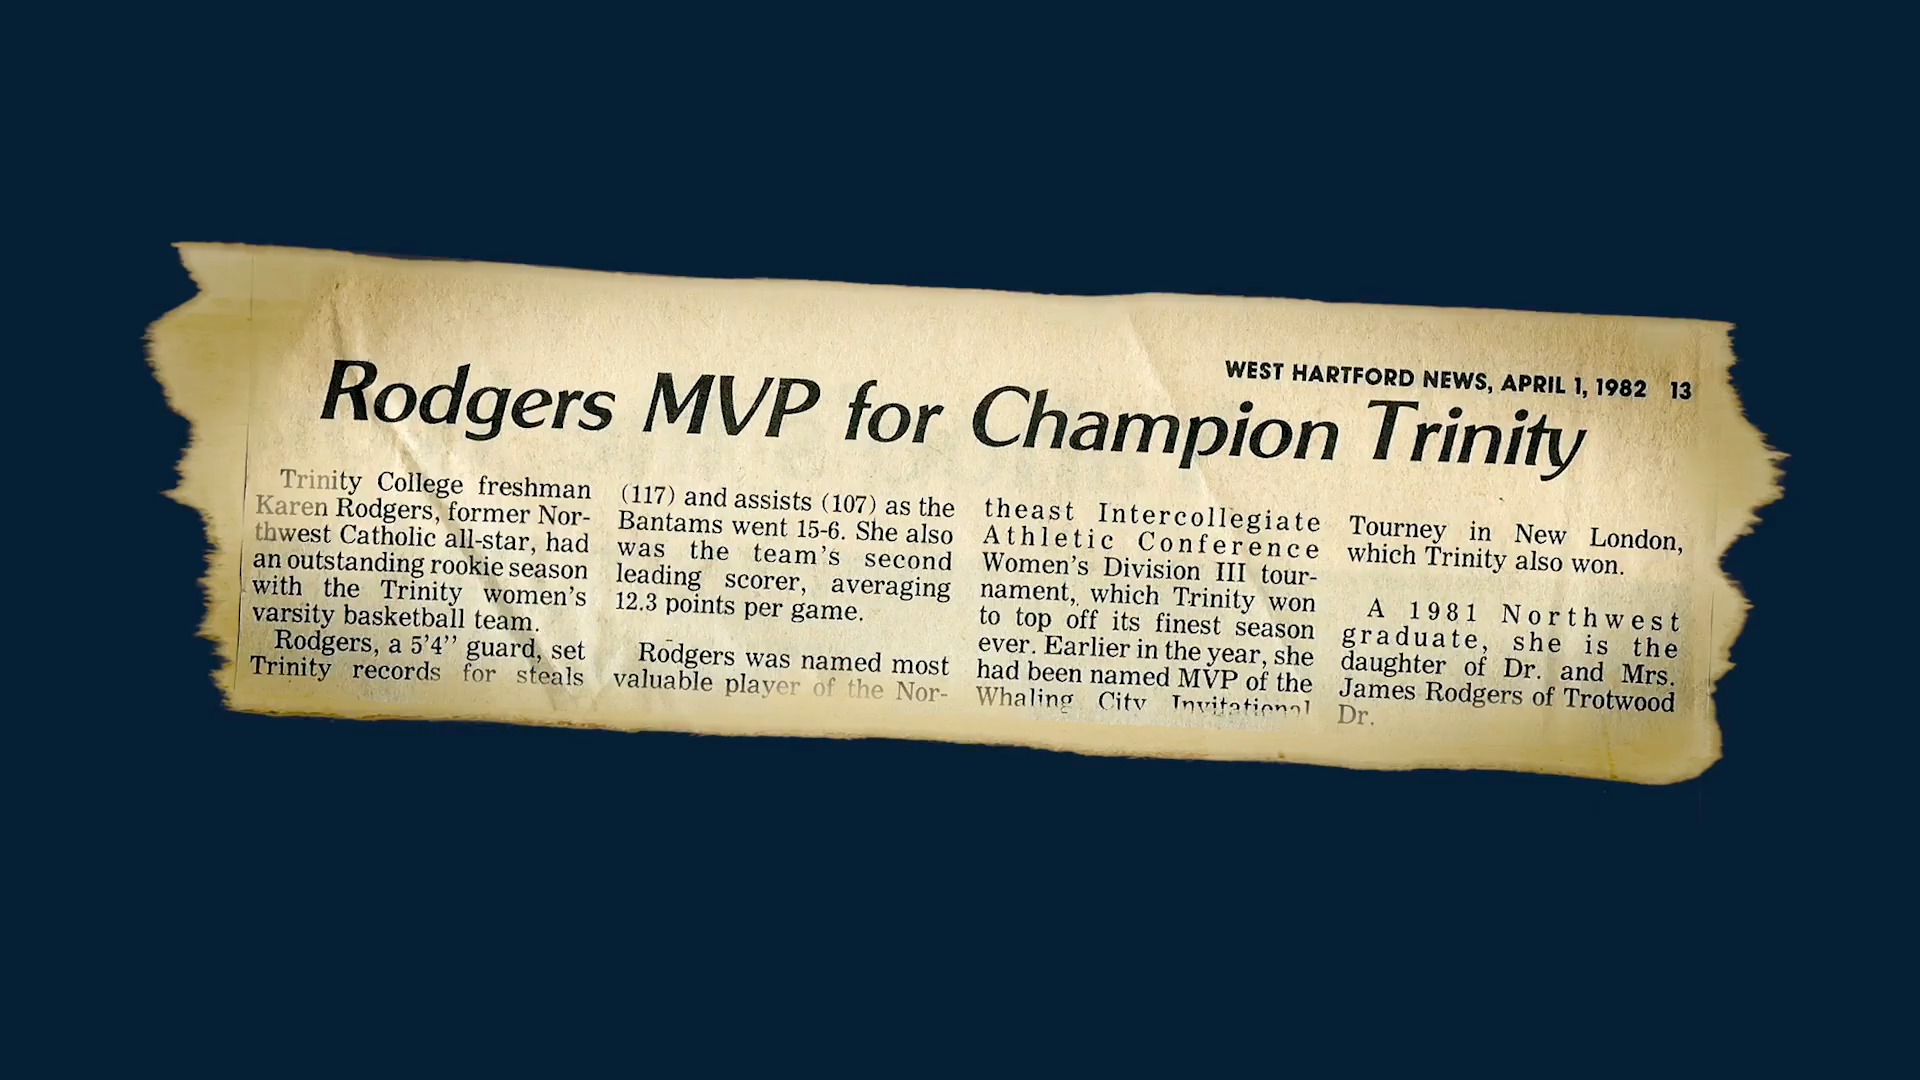 WEST HARTFORD NEWS, APRIL 1, 1982 13
Rodgers MVP for Champion Trinity
Trinity College freshman
Karen Rodgers, former Nor-
thwest Catholic all-star, had
an outstanding rookie season
with the Trinity women's
varsity basketball team.
Rodgers, a 5'4'' guard, set
Trinity records for steals
(117) and assists (107) as the
Bantams went 15-6. She also
was the team's second
leading scorer, averaging
12.3 points per game.
Rodgers was named most
valuable player of the Nor-
theast Intercollegiate
Athletic Conference
Women's Division III tour-
nament, which Trinity won
to top off its finest season
ever. Earlier in the year, she
had been named MVP of the
Whaling City Invitational
Tourney in New London,
which Trinity also won.
A 1981 Northwest
graduate, she is the
daughter of Dr. and Mrs.
James Rodgers of Trotwood
Dr.